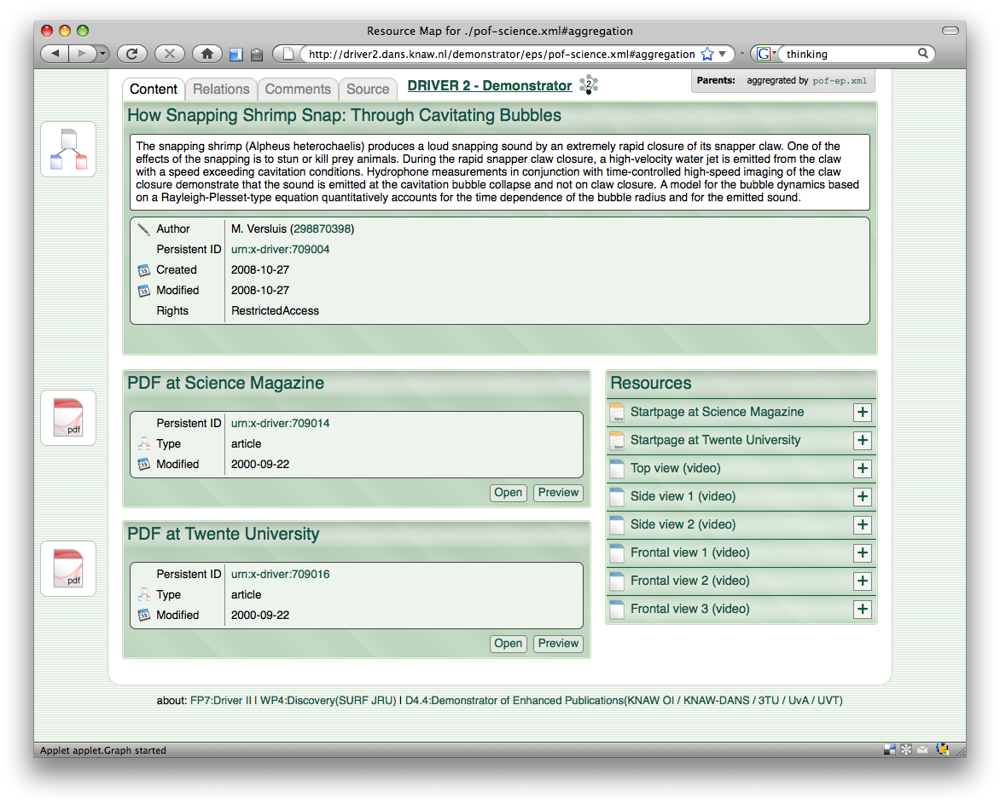 Resource Map for ./pof-science.xml#aggregation
http://driver2.dans.knaw.nl/demonstrator/eps/pof-science.xml#aggregation
G
thinking
Content
Relations
Comments
Source
DRIVER 2 - Demonstrator
2
Parents: aggregrated by pof-ep.xml
How Snapping Shrimp Snap: Through Cavitating Bubbles
The snapping shrimp (Alpheus heterochaelis) produces a loud snapping sound by an extremely rapid closure of its snapper claw. One of the
effects of the snapping is to stun or kill prey animals. During the rapid snapper claw closure, a high-velocity water jet is emitted from the claw
with a speed exceeding cavitation conditions. Hydrophone measurements in conjunction with time-controlled high-speed imaging of the claw
closure demonstrate that the sound is emitted at the cavitation bubble collapse and not on claw closure. A model for the bubble dynamics based
on a Rayleigh-Plesset-type equation quantitatively accounts for the time dependence of the bubble radius and for the emitted sound.
Author M. Versluis (298870398)
Persistent ID urn:x-driver:709004
Created 2008-10-27
Modified 2008-10-27
Rights RestrictedAccess
pdf
PDF at Science Magazine
Persistent ID urn:x-driver:709014
Type article
Modified 2000-09-22
Open Preview
pdf
PDF at Twente University
Persistent ID urn:x-driver:709016
Type article
Modified 2000-09-22
Open Preview
Resources
Startpage at Science Magazine +
Startpage at Twente University +
Top view (video) +
Side view 1 (video) +
Side view 2 (video) +
Frontal view 1 (video) +
Frontal view 2 (video) +
Frontal view 3 (video) +
about: FP7:Driver II I WP4:Discovery(SURF JRU) I D4.4:Demonstrator of Enhanced Publications(KNAW OI / KNAW-DANS / 3TU / UvA / UVT)
Applet applet.Graph started